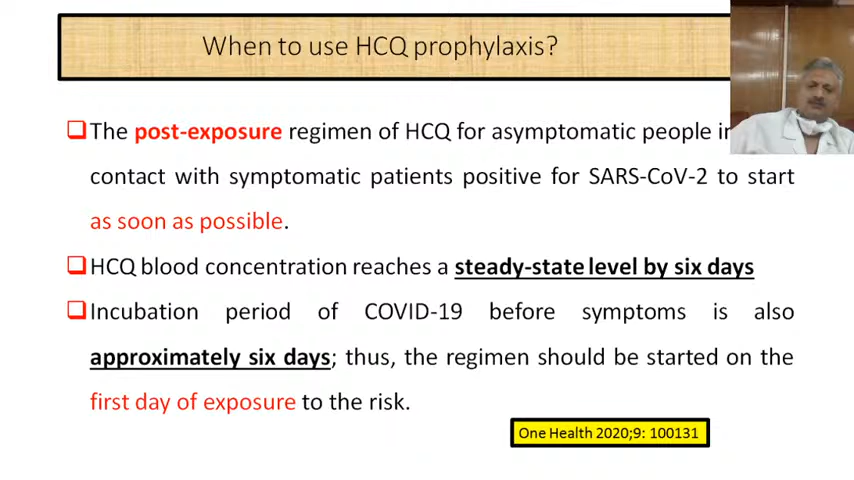 When to use HCQ prophylaxis?
The post-exposure regimen of HCQ for asymptomatic people in
contact with symptomatic patients positive for SARS-CoV-2 to start
as soon as possible.
HCQ blood concentration reaches a steady-state level by six days
Incubation period of COVID-19 before symptoms is also
approximately six days; thus, the regimen should be started on the
first day of exposure to the risk.
One Health 2020;9: 100131